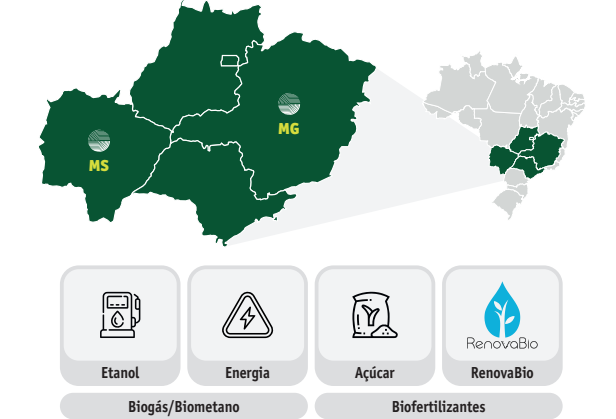 MG
MS
RenovaBio
Etanol
Energia
Açúcar
RenovaBio
Biogás/Biometano
Biofertilizantes